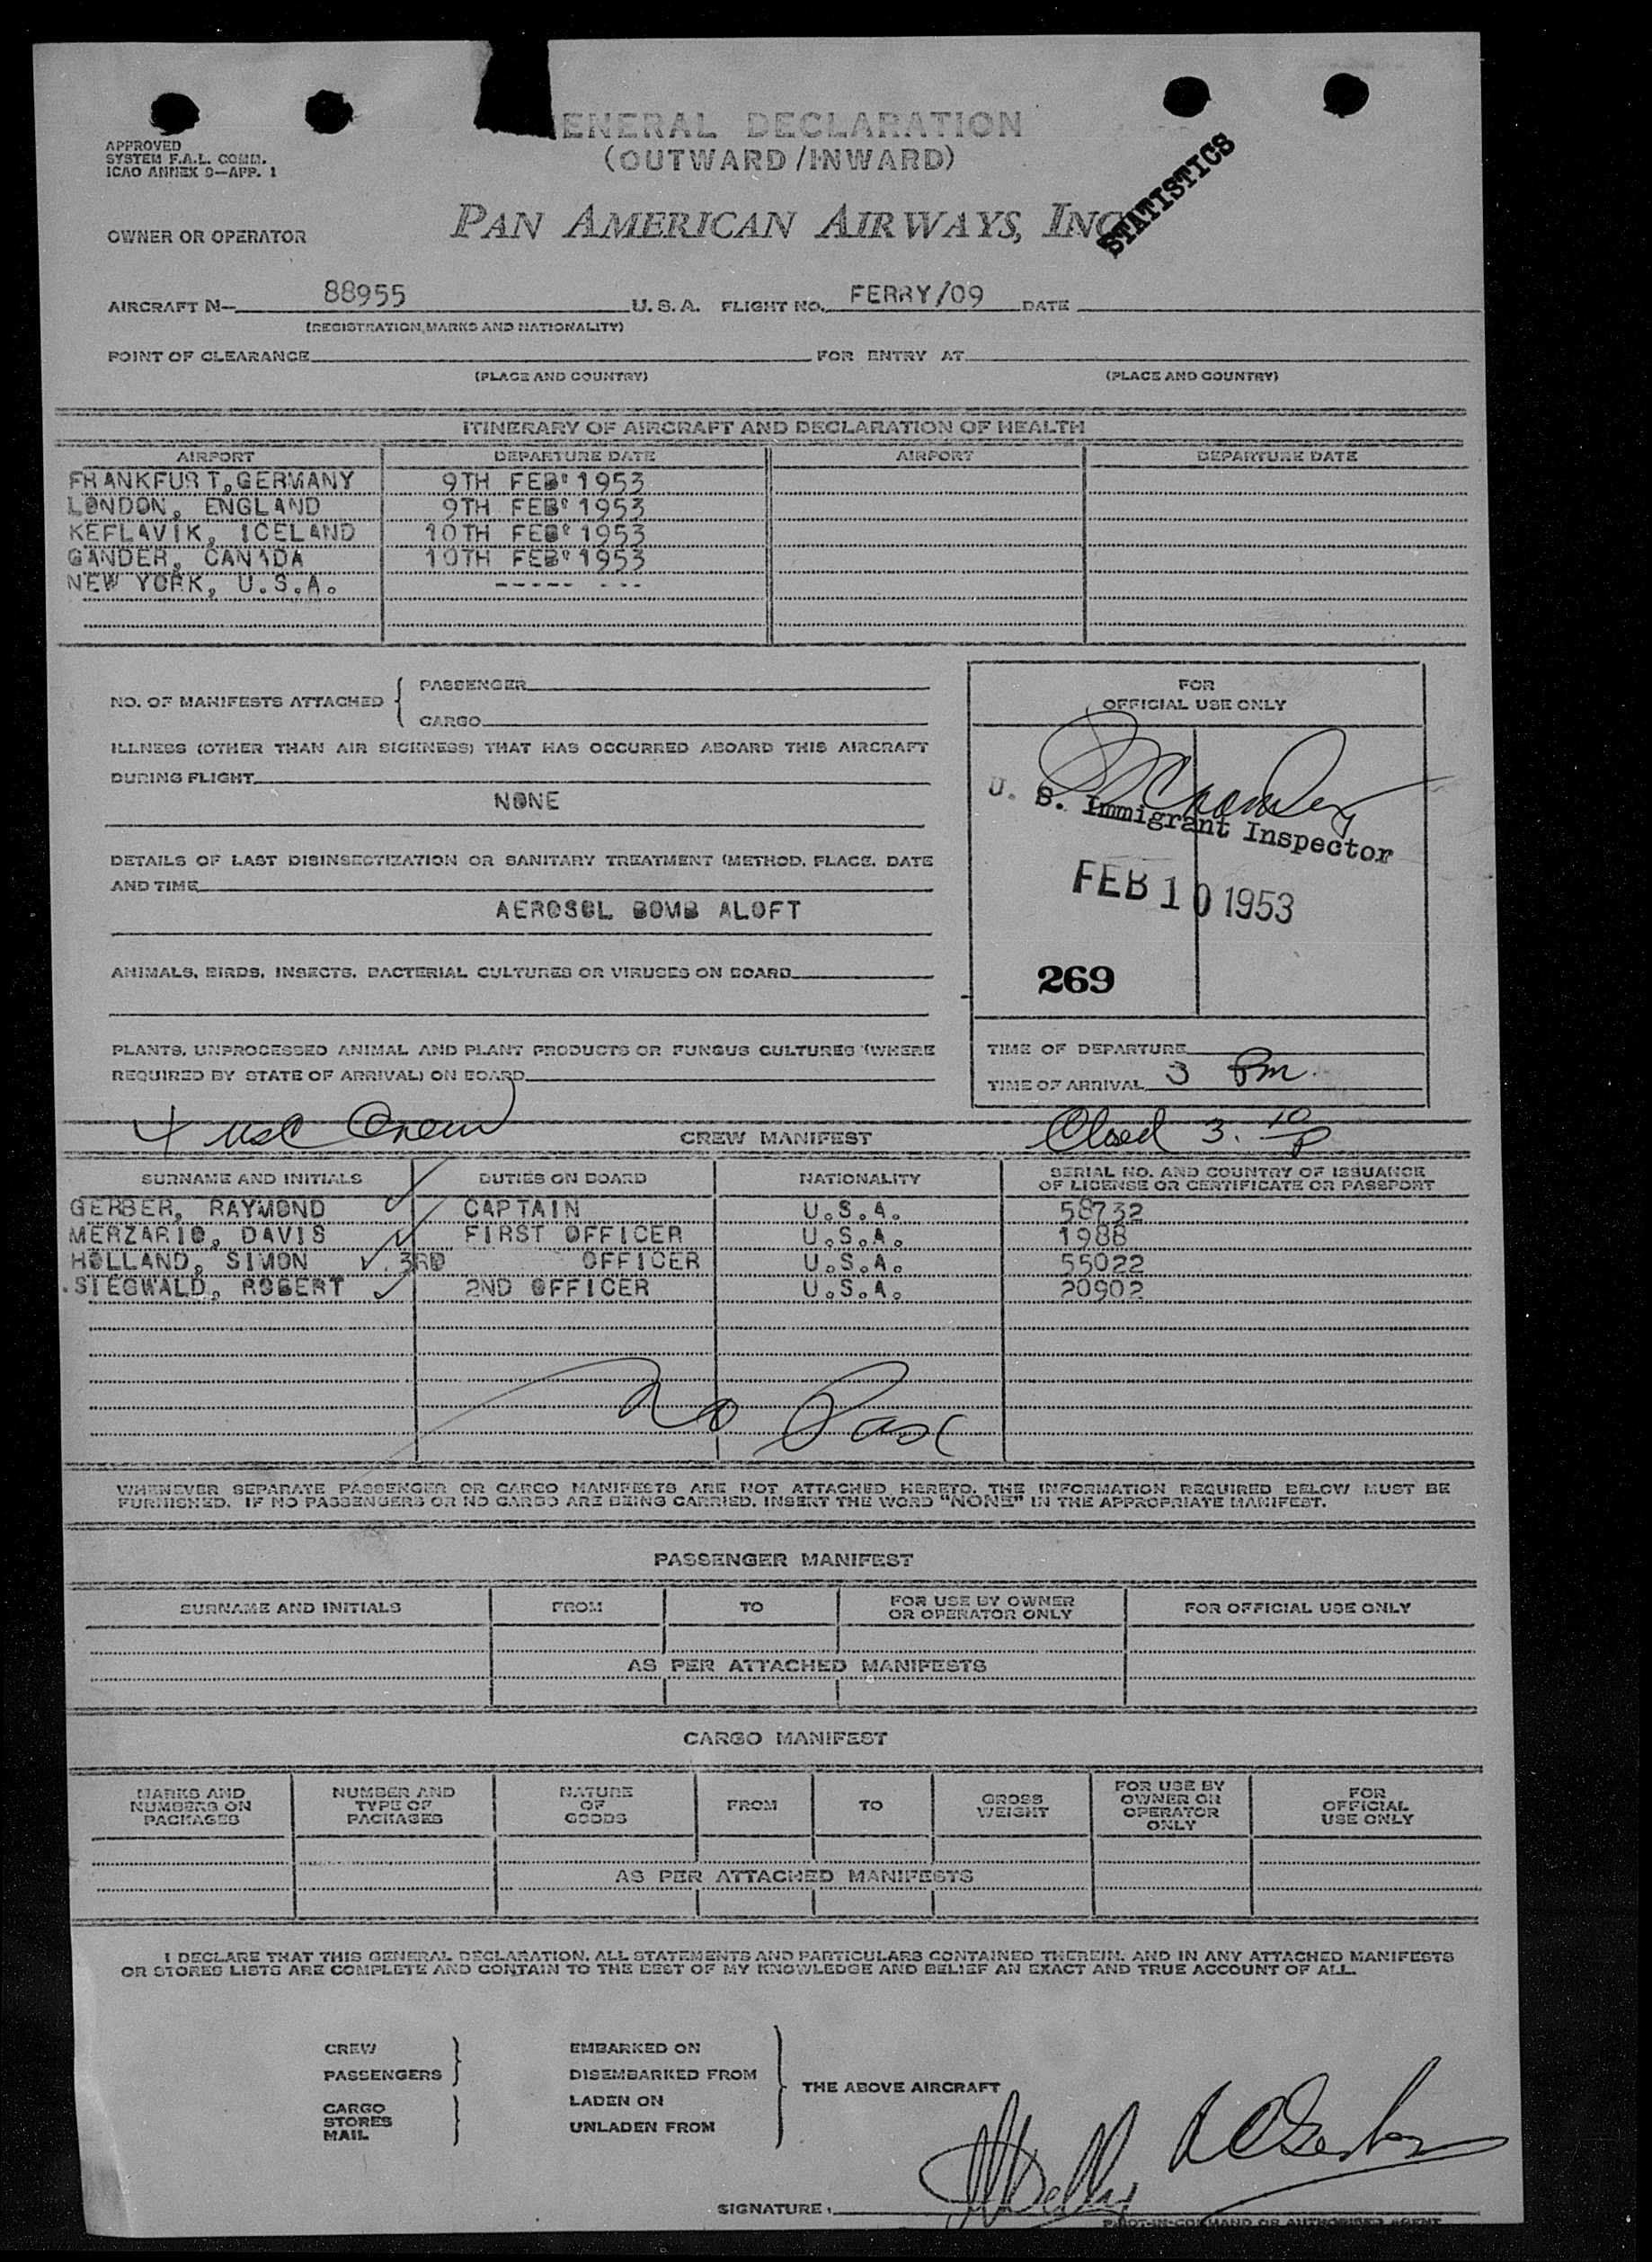 ENERAL DECLARATION
(OUTWARD/INWARD)
APPROVED
SYSTEM F.A.L. COMM.
ICAO ANNEX 9—APP. 1
STATISTICS
OWNER OR OPERATOR PAN AMERICAN AIRWAYS, INC
AIRCRAFT N— 88955 U. S. A. FLIGHT NO. FERRY/09 DATE
(REGISTRATION MARKS AND NATIONALITY)
POINT OF CLEARANCE FOR ENTRY AT
(PLACE AND COUNTRY) (PLACE AND COUNTRY)
ITINERARY OF AIRCRAFT AND DECLARATION OF HEALTH
AIRPORT DEPARTURE DATE AIRPORT DEPARTURE DATE
FRANKFURT,GERMANY 9TH FEB' 1953
LONDON, ENGLAND 9TH FEB' 1953
KEFLAVIK, ICELAND 10TH FEB' 1953
GANDER, CANADA 10TH FEB' 1953
NEW YORK, U.S.A. ----- ---
NO. OF MANIFESTS ATTACHED { PASSENGER
CARGO
ILLNESS (OTHER THAN AIR SICKNESS) THAT HAS OCCURRED ABOARD THIS AIRCRAFT
DURING FLIGHT
NONE
DETAILS OF LAST DISINSECTIZATION OR SANITARY TREATMENT (METHOD, PLACE, DATE
AND TIME
AEROSOL BOMB ALOFT
ANIMALS, BIRDS, INSECTS, BACTERIAL CULTURES OR VIRUSES ON BOARD
PLANTS, UNPROCESSED ANIMAL AND PLANT PRODUCTS OR FUNGUS CULTURES (WHERE
REQUIRED BY STATE OF ARRIVAL) ON BOARD
FOR
OFFICIAL USE ONLY
U. S. Immigrant Inspector
FEB 10 1953
269
TIME OF DEPARTURE
TIME OF ARRIVAL 3 Pm.
4 usc Crew
Closed 3. 10/P
CREW MANIFEST
SURNAME AND INITIALS DUTIES ON BOARD NATIONALITY SERIAL NO. AND COUNTRY OF ISSUANCE
OF LICENSE OR CERTIFICATE OR PASSPORT
GERBER, RAYMOND CAPTAIN U.S.A. 58732
MERZARIO, DAVIS FIRST OFFICER U.S.A. 1988
HOLLAND, SIMON 3RD OFFICER U.S.A. 55022
SIEGWALD, ROBERT 2ND OFFICER U.S.A. 20902
No Pax
WHENEVER SEPARATE PASSENGER OR CARGO MANIFESTS ARE NOT ATTACHED HERETO, THE INFORMATION REQUIRED BELOW MUST BE
FURNISHED. IF NO PASSENGERS OR NO CARGO ARE BEING CARRIED, INSERT THE WORD "NONE" IN THE APPROPRIATE MANIFEST.
PASSENGER MANIFEST
SURNAME AND INITIALS FROM TO FOR USE BY OWNER
OR OPERATOR ONLY FOR OFFICIAL USE ONLY
AS PER ATTACHED MANIFESTS
CARGO MANIFEST
MARKS AND
NUMBERS ON
PACKAGES
NUMBER AND
TYPE OF
PACKAGES
NATURE
OF
GOODS
FROM
TO
GROSS
WEIGHT
FOR USE BY
OWNER OR
OPERATOR
ONLY
FOR
OFFICIAL
USE ONLY
AS PER ATTACHED MANIFESTS
I DECLARE THAT THIS GENERAL DECLARATION, ALL STATEMENTS AND PARTICULARS CONTAINED THEREIN, AND IN ANY ATTACHED MANIFESTS
OR STORES LISTS ARE COMPLETE AND CONTAIN TO THE BEST OF MY KNOWLEDGE AND BELIEF AN EXACT AND TRUE ACCOUNT OF ALL.
CREW
PASSENGERS
CARGO
STORES
MAIL
EMBARKED ON
DISEMBARKED FROM
LADEN ON
UNLADEN FROM
THE ABOVE AIRCRAFT
SIGNATURE:
PILOT-IN-COMMAND OR AUTHORISED AGENT